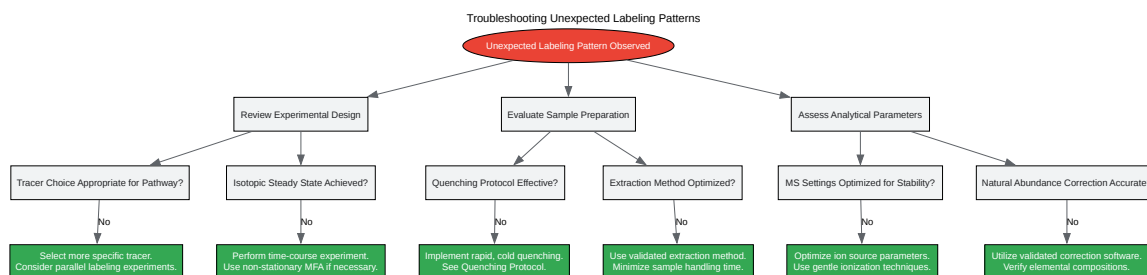 Troubleshooting Unexpected Labeling Patterns
Unexpected Labeling Pattern Observed
Review Experimental Design
Evaluate Sample Preparation
Assess Analytical Parameters
Tracer Choice Appropriate for Pathway?
Isotopic Steady State Achieved?
Quenching Protocol Effective?
Extraction Method Optimized?
MS Settings Optimized for Stability?
Natural Abundance Correction Accurate
No
No
No
No
No
No
Select more specific tracer.
Consider parallel labeling experiments.
Perform time-course experiment.
Use non-stationary MFA if necessary.
Implement rapid, cold quenching.
See Quenching Protocol.
Use validated extraction method.
Minimize sample handling time.
Optimize ion source parameters.
Use gentle ionization techniques.
Utilize validated correction software.
Verify elemental compositions.